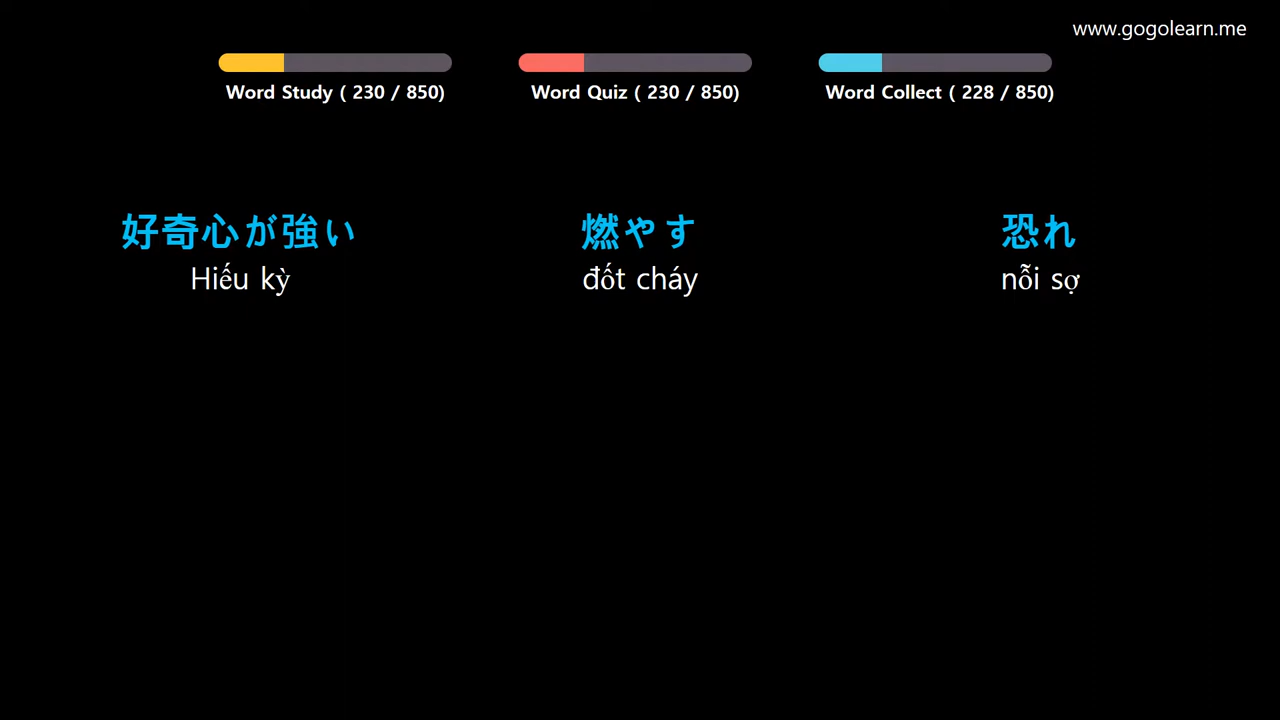 www.gogolearn.me
Word Study ( 230 / 850)
Word Quiz ( 230 / 850)
Word Collect ( 228 / 850)
好奇心が強い
Hiếu kỳ
燃やす
đốt cháy
恐れ
nỗi sợ